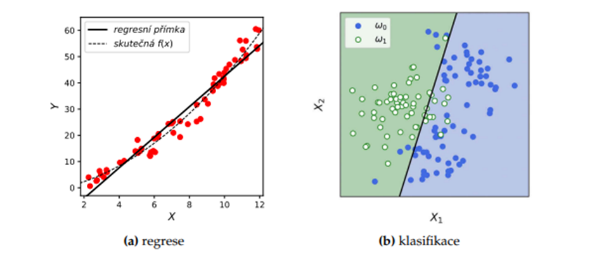 regresní přímka
skutečná f(x)
Y
60
50
40
30
20
10
0
2
4
6
8
10
12
X
(a) regrese
ω₀
ω₁
X₂
X₁
(b) klasifikace